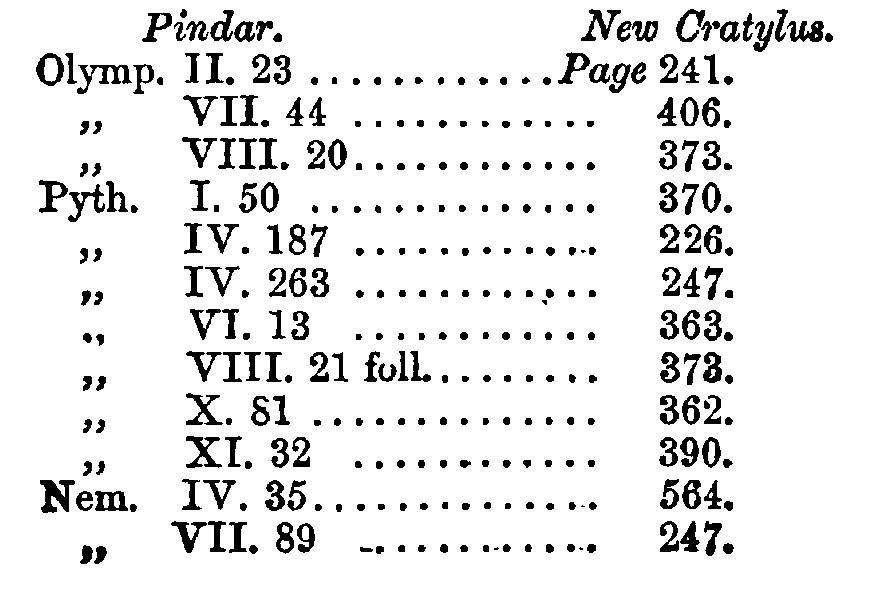 Pindar. New Cratylus.
Olymp. II. 23 ............Page 241.
„ VII. 44 ............. 406.
„ VIII. 20............. 373.
Pyth. I. 50 ............... 370.
„ IV. 187 ............. 226.
„ IV. 263 ............. 247.
„ VI. 13 ............. 363.
„ VIII. 21 foll.......... 373.
„ X. 81 ............... 362.
„ XI. 32 ............. 390.
Nem. IV. 35............... 564.
„ VII. 89 ............. 247.